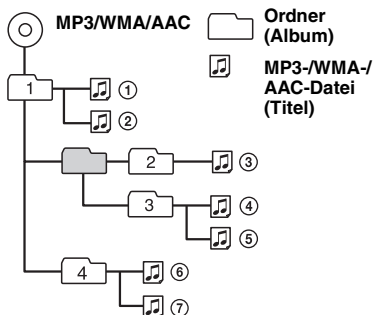 MP3/WMA/AAC
Ordner
(Album)
MP3-/WMA-/
AAC-Datei
(Titel)
1
①
②
2
③
3
④
⑤
4
⑥
⑦